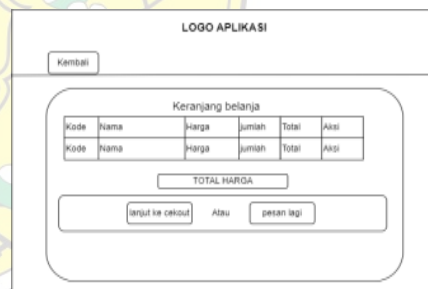 LOGO APLIKASI
Kembali
Keranjang belanja
Kode Nama Harga jumlah Total Aksi
Kode Nama Harga jumlah Total Aksi
TOTAL HARGA
lanjut ke cekout Atau pesan lagi